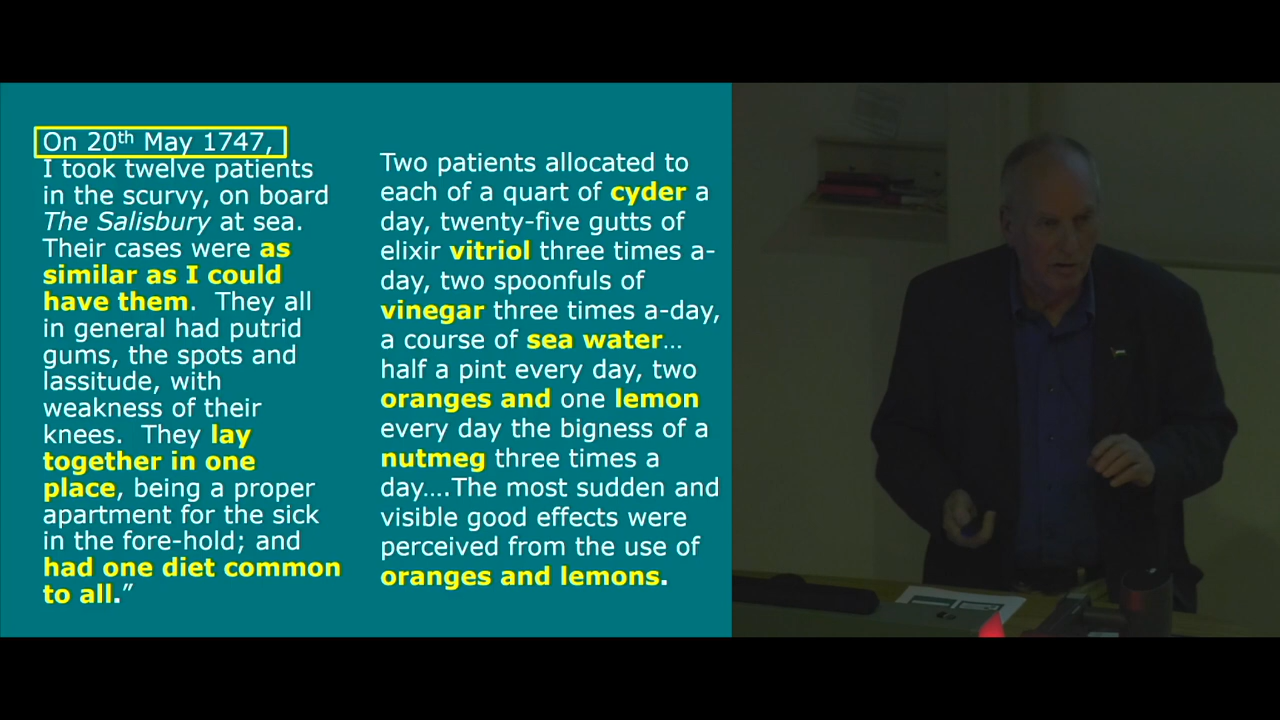 On 20th May 1747,
I took twelve patients
in the scurvy, on board
The Salisbury at sea.
Their cases were as
similar as I could
have them. They all
in general had putrid
gums, the spots and
lassitude, with
weakness of their
knees. They lay
together in one
place, being a proper
apartment for the sick
in the fore-hold; and
had one diet common
to all.”
Two patients allocated to
each of a quart of cyder a
day, twenty-five gutts of
elixir vitriol three times a-
day, two spoonfuls of
vinegar three times a-day,
a course of sea water…
half a pint every day, two
oranges and one lemon
every day the bigness of a
nutmeg three times a
day….The most sudden and
visible good effects were
perceived from the use of
oranges and lemons.